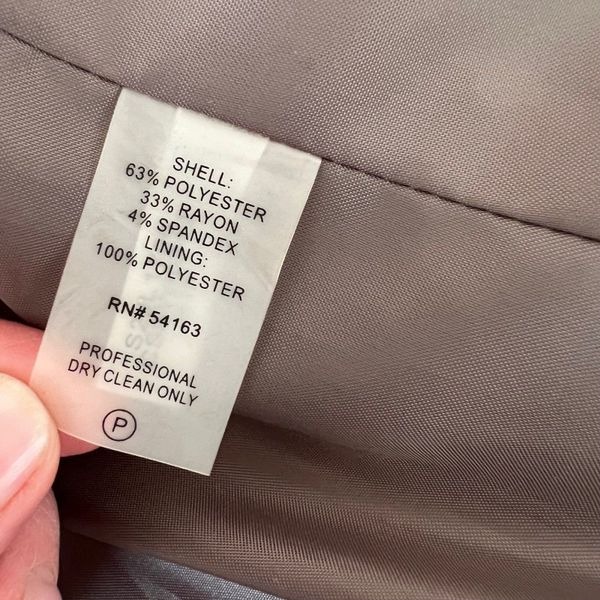 SHELL:
63% POLYESTER
33% RAYON
4% SPANDEX
LINING:
100% POLYESTER
RN# 54163
PROFESSIONAL
DRY CLEAN ONLY
P